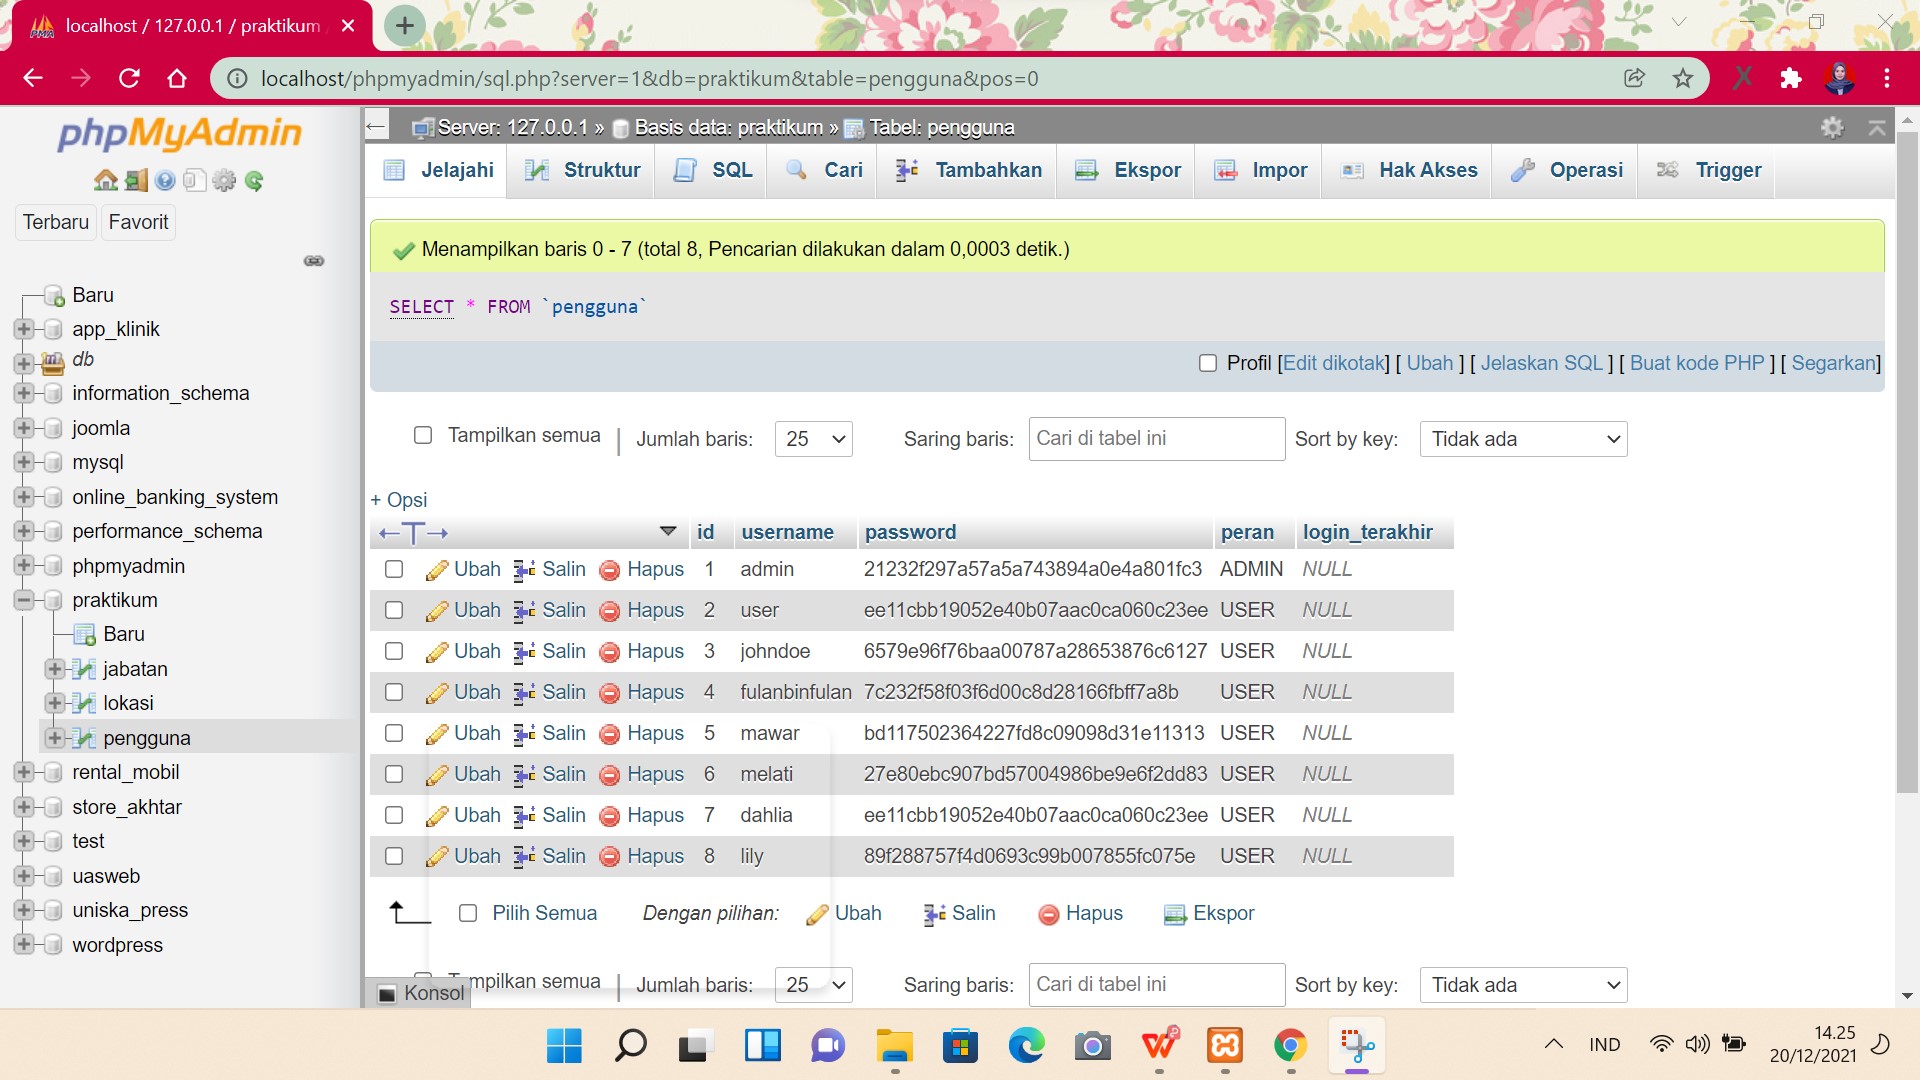 localhost / 127.0.0.1 / praktikum
localhost/phpmyadmin/sql.php?server=1&db=praktikum&table=pengguna&pos=0
phpMyAdmin
Terbaru Favorit
Baru
app_klinik
db
information_schema
joomla
mysql
online_banking_system
performance_schema
phpmyadmin
praktikum
Baru
jabatan
lokasi
pengguna
rental_mobil
store_akhtar
test
uasweb
uniska_press
wordpress
Server: 127.0.0.1 » Basis data: praktikum » Tabel: pengguna
Jelajahi Struktur SQL Cari Tambahkan Ekspor Impor Hak Akses Operasi Trigger
Menampilkan baris 0 - 7 (total 8, Pencarian dilakukan dalam 0,0003 detik.)
SELECT * FROM `pengguna`
Profil [Edit dikotak] [ Ubah ] [ Jelaskan SQL ] [ Buat kode PHP ] [ Segarkan]
Tampilkan semua | Jumlah baris: 25 Saring baris: Cari di tabel ini Sort by key: Tidak ada
+ Opsi
←T→ id username password peran login_terakhir
Ubah Salin Hapus 1 admin 21232f297a57a5a743894a0e4a801fc3 ADMIN NULL
Ubah Salin Hapus 2 user ee11cbb19052e40b07aac0ca060c23ee USER NULL
Ubah Salin Hapus 3 johndoe 6579e96f76baa00787a28653876c6127 USER NULL
Ubah Salin Hapus 4 fulanbinfulan 7c232f58f03f6d00c8d28166fbff7a8b USER NULL
Ubah Salin Hapus 5 mawar bd117502364227fd8c09098d31e11313 USER NULL
Ubah Salin Hapus 6 melati 27e80ebc907bd57004986be9e6f2dd83 USER NULL
Ubah Salin Hapus 7 dahlia ee11cbb19052e40b07aac0ca060c23ee USER NULL
Ubah Salin Hapus 8 lily 89f288757f4d0693c99b007855fc075e USER NULL
Pilih Semua Dengan pilihan: Ubah Salin Hapus Ekspor
mpilkan semua | Jumlah baris: 25 Saring baris: Cari di tabel ini Sort by key: Tidak ada
Konsol
IND
14.25
20/12/2021